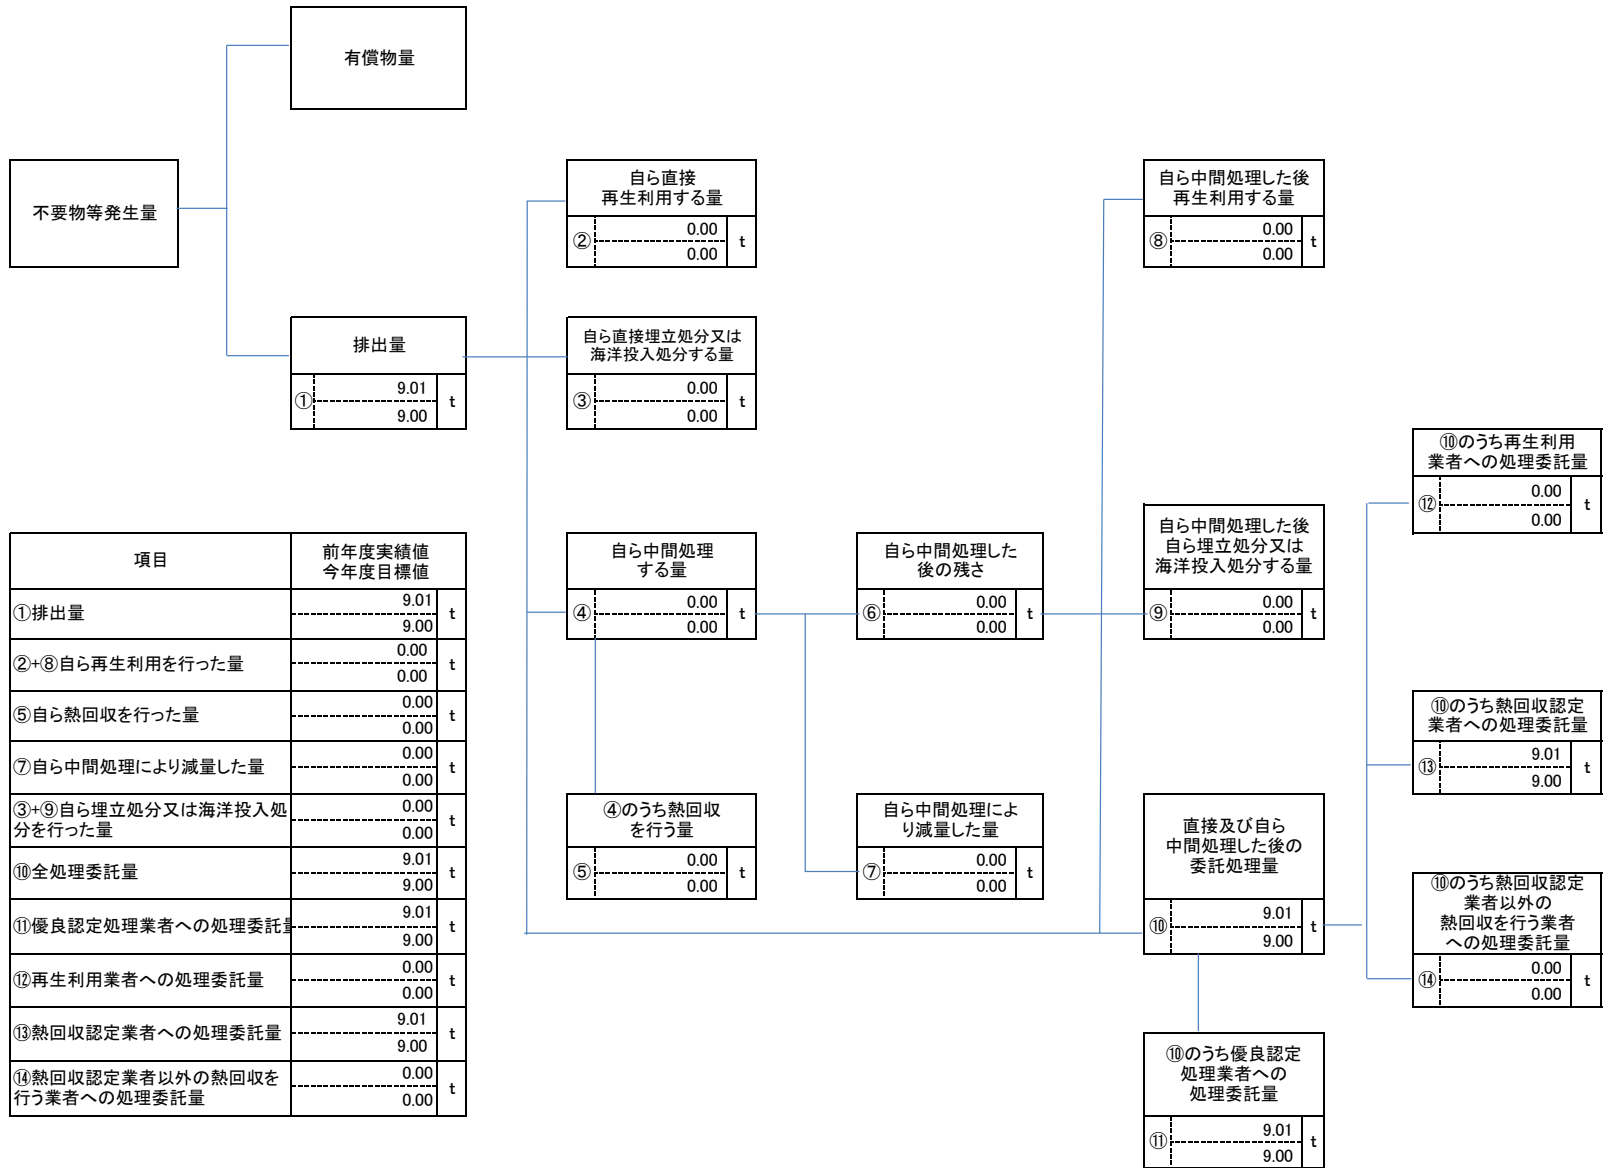 有償物量
不要物等発生量
自ら直接
再生利用する量
②
0.00
0.00
t
自ら中間処理した後
再生利用する量
⑧
0.00
0.00
t
排出量
①
9.01
9.00
t
自ら直接埋立処分又は
海洋投入処分する量
③
0.00
0.00
t
⑩のうち再生利用
業者への処理委託量
⑫
0.00
0.00
t
自ら中間処理
する量
④
0.00
0.00
t
自ら中間処理した
後の残さ
⑥
0.00
0.00
t
自ら中間処理した後
自ら埋立処分又は
海洋投入処分する量
⑨
0.00
0.00
t
⑩のうち熱回収認定
業者への処理委託量
⑬
9.01
9.00
t
④のうち熱回収
を行う量
⑤
0.00
0.00
t
自ら中間処理によ
り減量した量
⑦
0.00
0.00
t
直接及び自ら
中間処理した後の
委託処理量
⑩
9.01
9.00
t
⑩のうち熱回収認定
業者以外の
熱回収を行う業者
への処理委託量
⑭
0.00
0.00
t
⑩のうち優良認定
処理業者への
処理委託量
⑪
9.01
9.00
t
項目
前年度実績値
今年度目標値
①排出量
9.01
9.00
t
②+⑧自ら再生利用を行った量
0.00
0.00
t
⑤自ら熱回収を行った量
0.00
0.00
t
⑦自ら中間処理により減量した量
0.00
0.00
t
③+⑨自ら埋立処分又は海洋投入処
分を行った量
0.00
0.00
t
⑩全処理委託量
9.01
9.00
t
⑪優良認定処理業者への処理委託量
9.01
9.00
t
⑫再生利用業者への処理委託量
0.00
0.00
t
⑬熱回収認定業者への処理委託量
9.01
9.00
t
⑭熱回収認定業者以外の熱回収を
行う業者への処理委託量
0.00
0.00
t